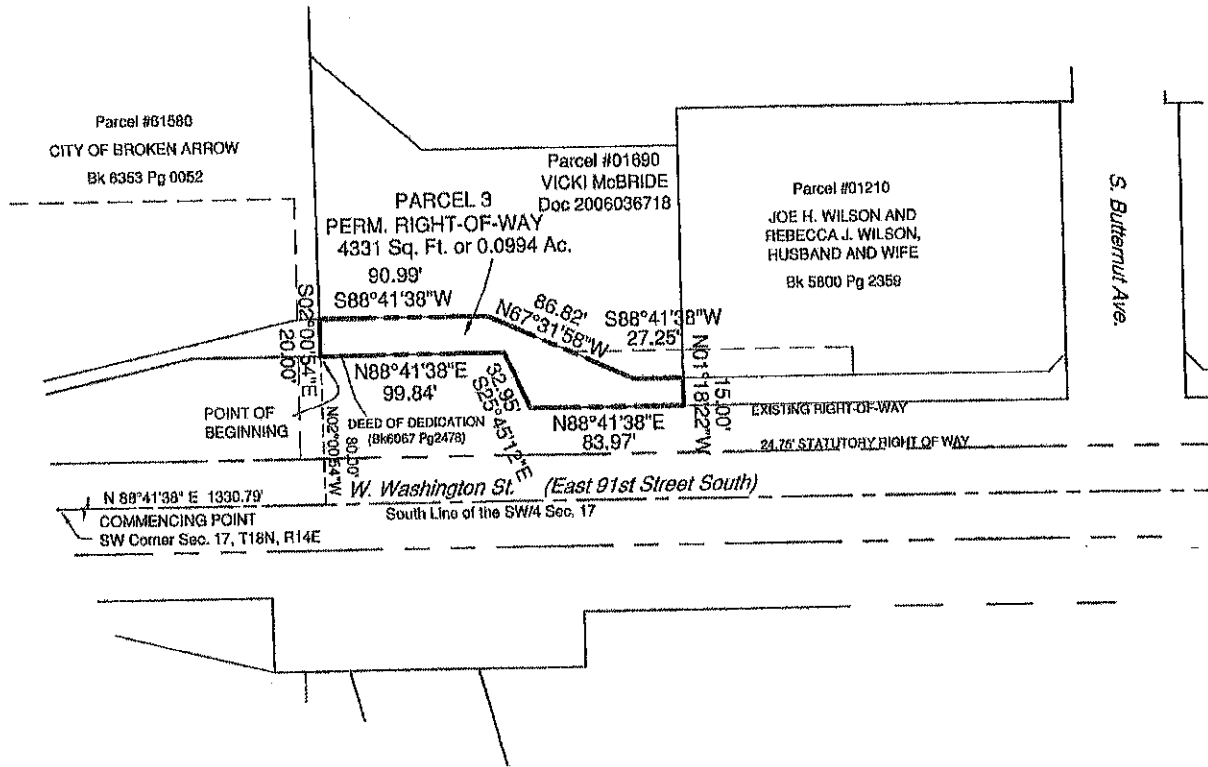 Parcel #61580
CITY OF BROKEN ARROW
Bk 6353 Pg 0052
Parcel #01690
VICKI McBRIDE
Doc 2006036718
PARCEL 3
PERM. RIGHT-OF-WAY
4331 Sq. Ft. or 0.0994 Ac.
90.99'
S88°41'38"W
Parcel #01210
JOE H. WILSON AND
REBECCA J. WILSON,
HUSBAND AND WIFE
Bk 5800 Pg 2359
S. Butternut Ave.
86.82'
N67°31'58"W
S88°41'38"W
27.25'
S02°00'54"E
20.00'
N88°41'38"E
99.84'
32.95'
S25°45'12"E
N01°18'22"W
15.00'
POINT OF
BEGINNING
DEED OF DEDICATION
(Bk6067 Pg2478)
N88°41'38"E
83.97'
EXISTING RIGHT-OF-WAY
24.75' STATUTORY RIGHT OF WAY
N02°00'54"W
W. Washington St. (East 91st Street South)
N 88°41'38" E 1330.79'
COMMENCING POINT
SW Corner Sec. 17, T18N, R14E
South Line of the SW/4 Sec. 17